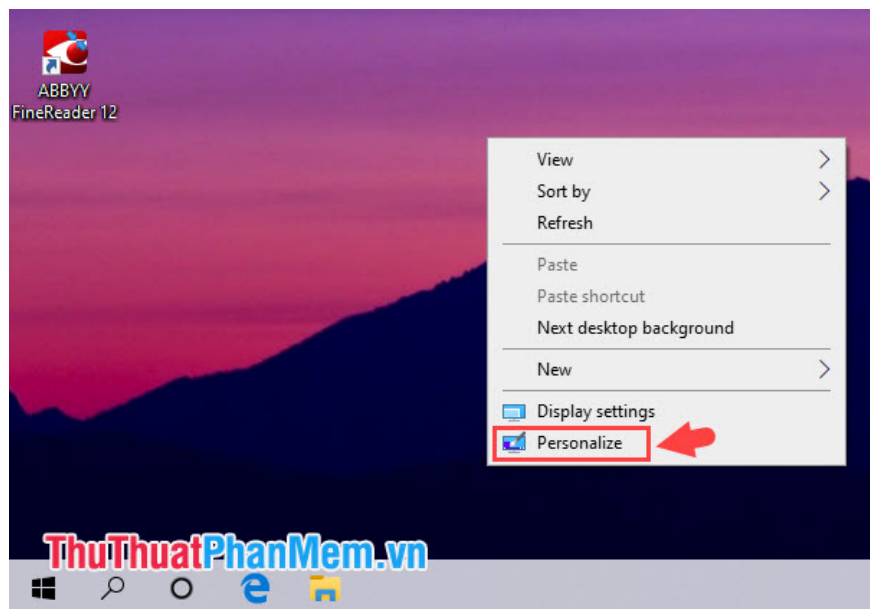 ABBYY
FineReader 12
View
Sort by
Refresh
Paste
Paste shortcut
Next desktop background
New
Display settings
Personalize
ThuThuatPhanMem.vn